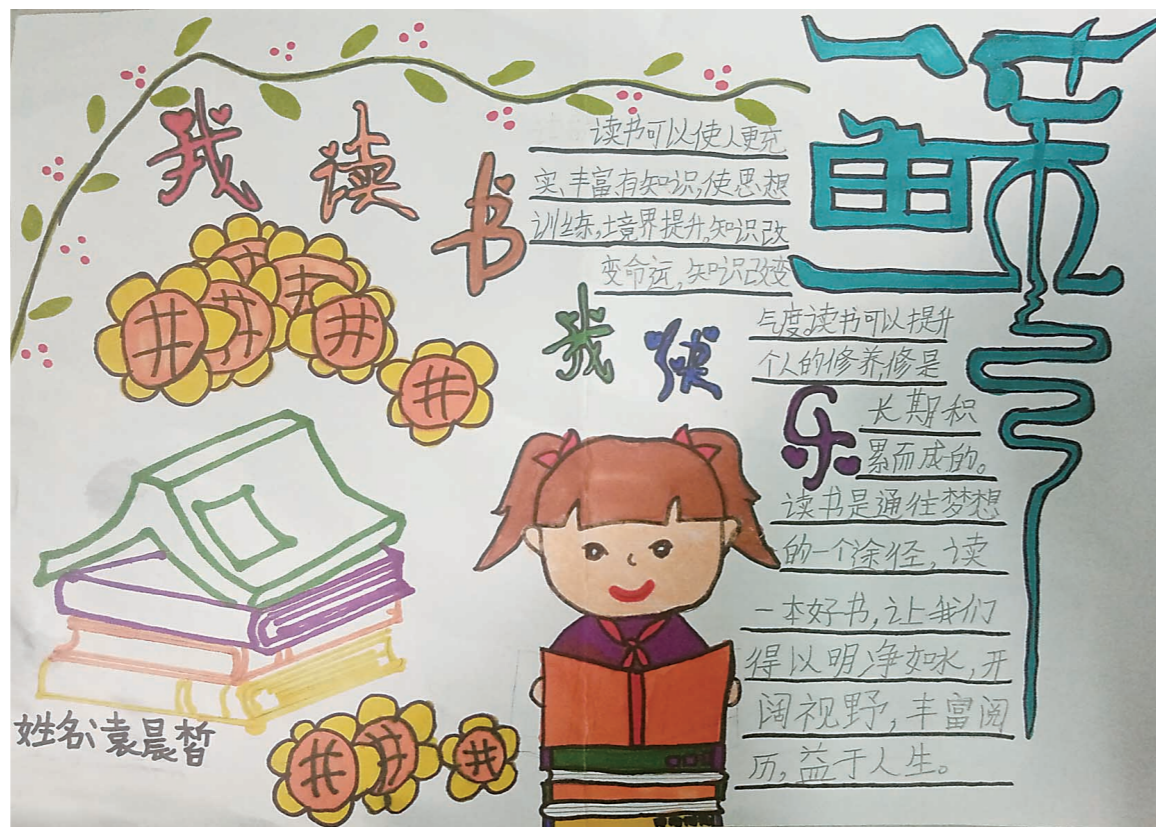 我读书
我快乐
读书可以使人更充
实、丰富有知识,使思想
训练,境界提升,知识改
变命运,知识改变
气度读书可以提升
个人的修养,修是
长期积
累而成的。
读书是通往梦想
的一个途径,读
一本好书,让我们
得以明净如水,开
阔视野,丰富阅
历,益于人生。
姓名:袁晨皙